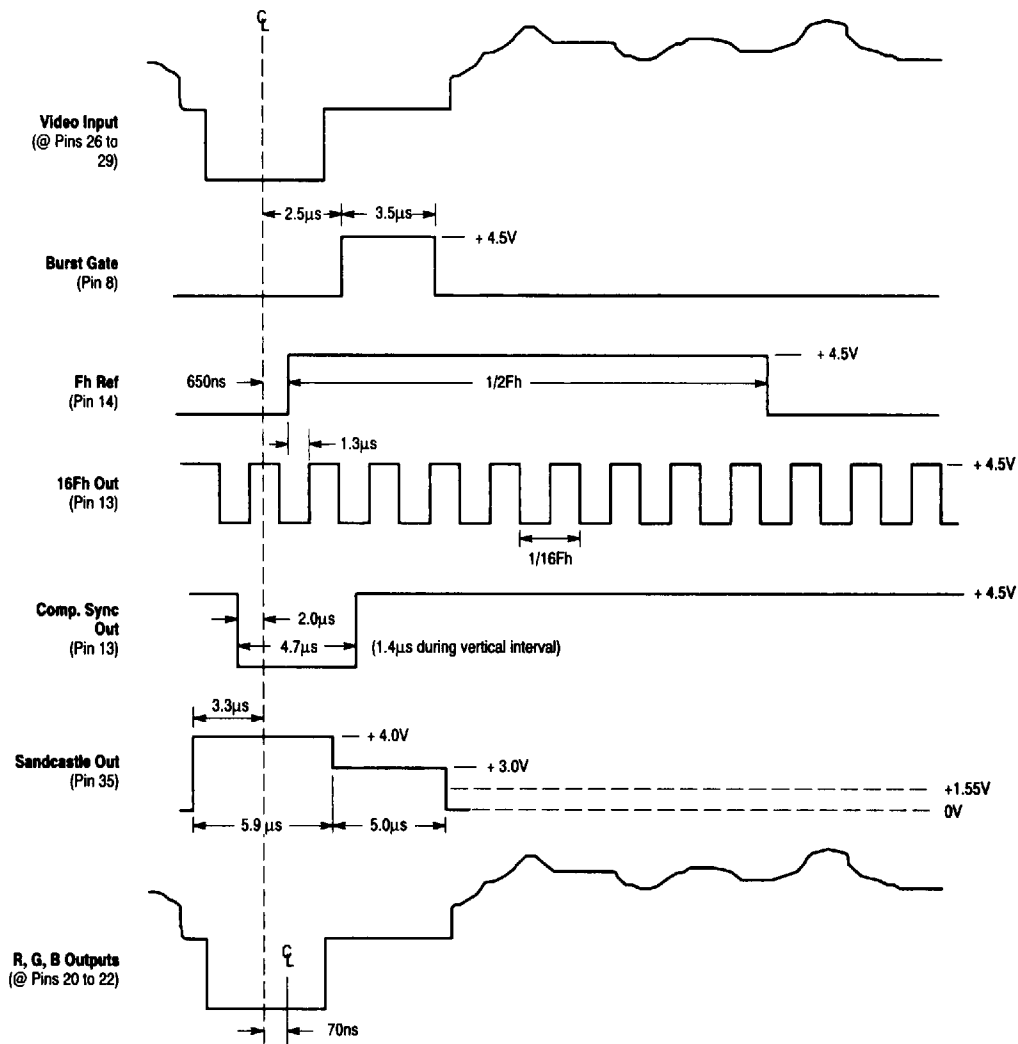 ℄
Video Input
(@ Pins 26 to
29)
2.5µs
3.5µs
+ 4.5V
Burst Gate
(Pin 8)
+ 4.5V
650ns
Fh Ref
(Pin 14)
1/2Fh
1.3µs
+ 4.5V
16Fh Out
(Pin 13)
1/16Fh
+ 4.5V
Comp. Sync
Out
(Pin 13)
2.0µs
4.7µs
(1.4µs during vertical interval)
3.3µs
+ 4.0V
Sandcastle Out
(Pin 35)
+ 3.0V
+1.55V
0V
5.9 µs
5.0µs
℄
R, G, B Outputs
(@ Pins 20 to 22)
70ns